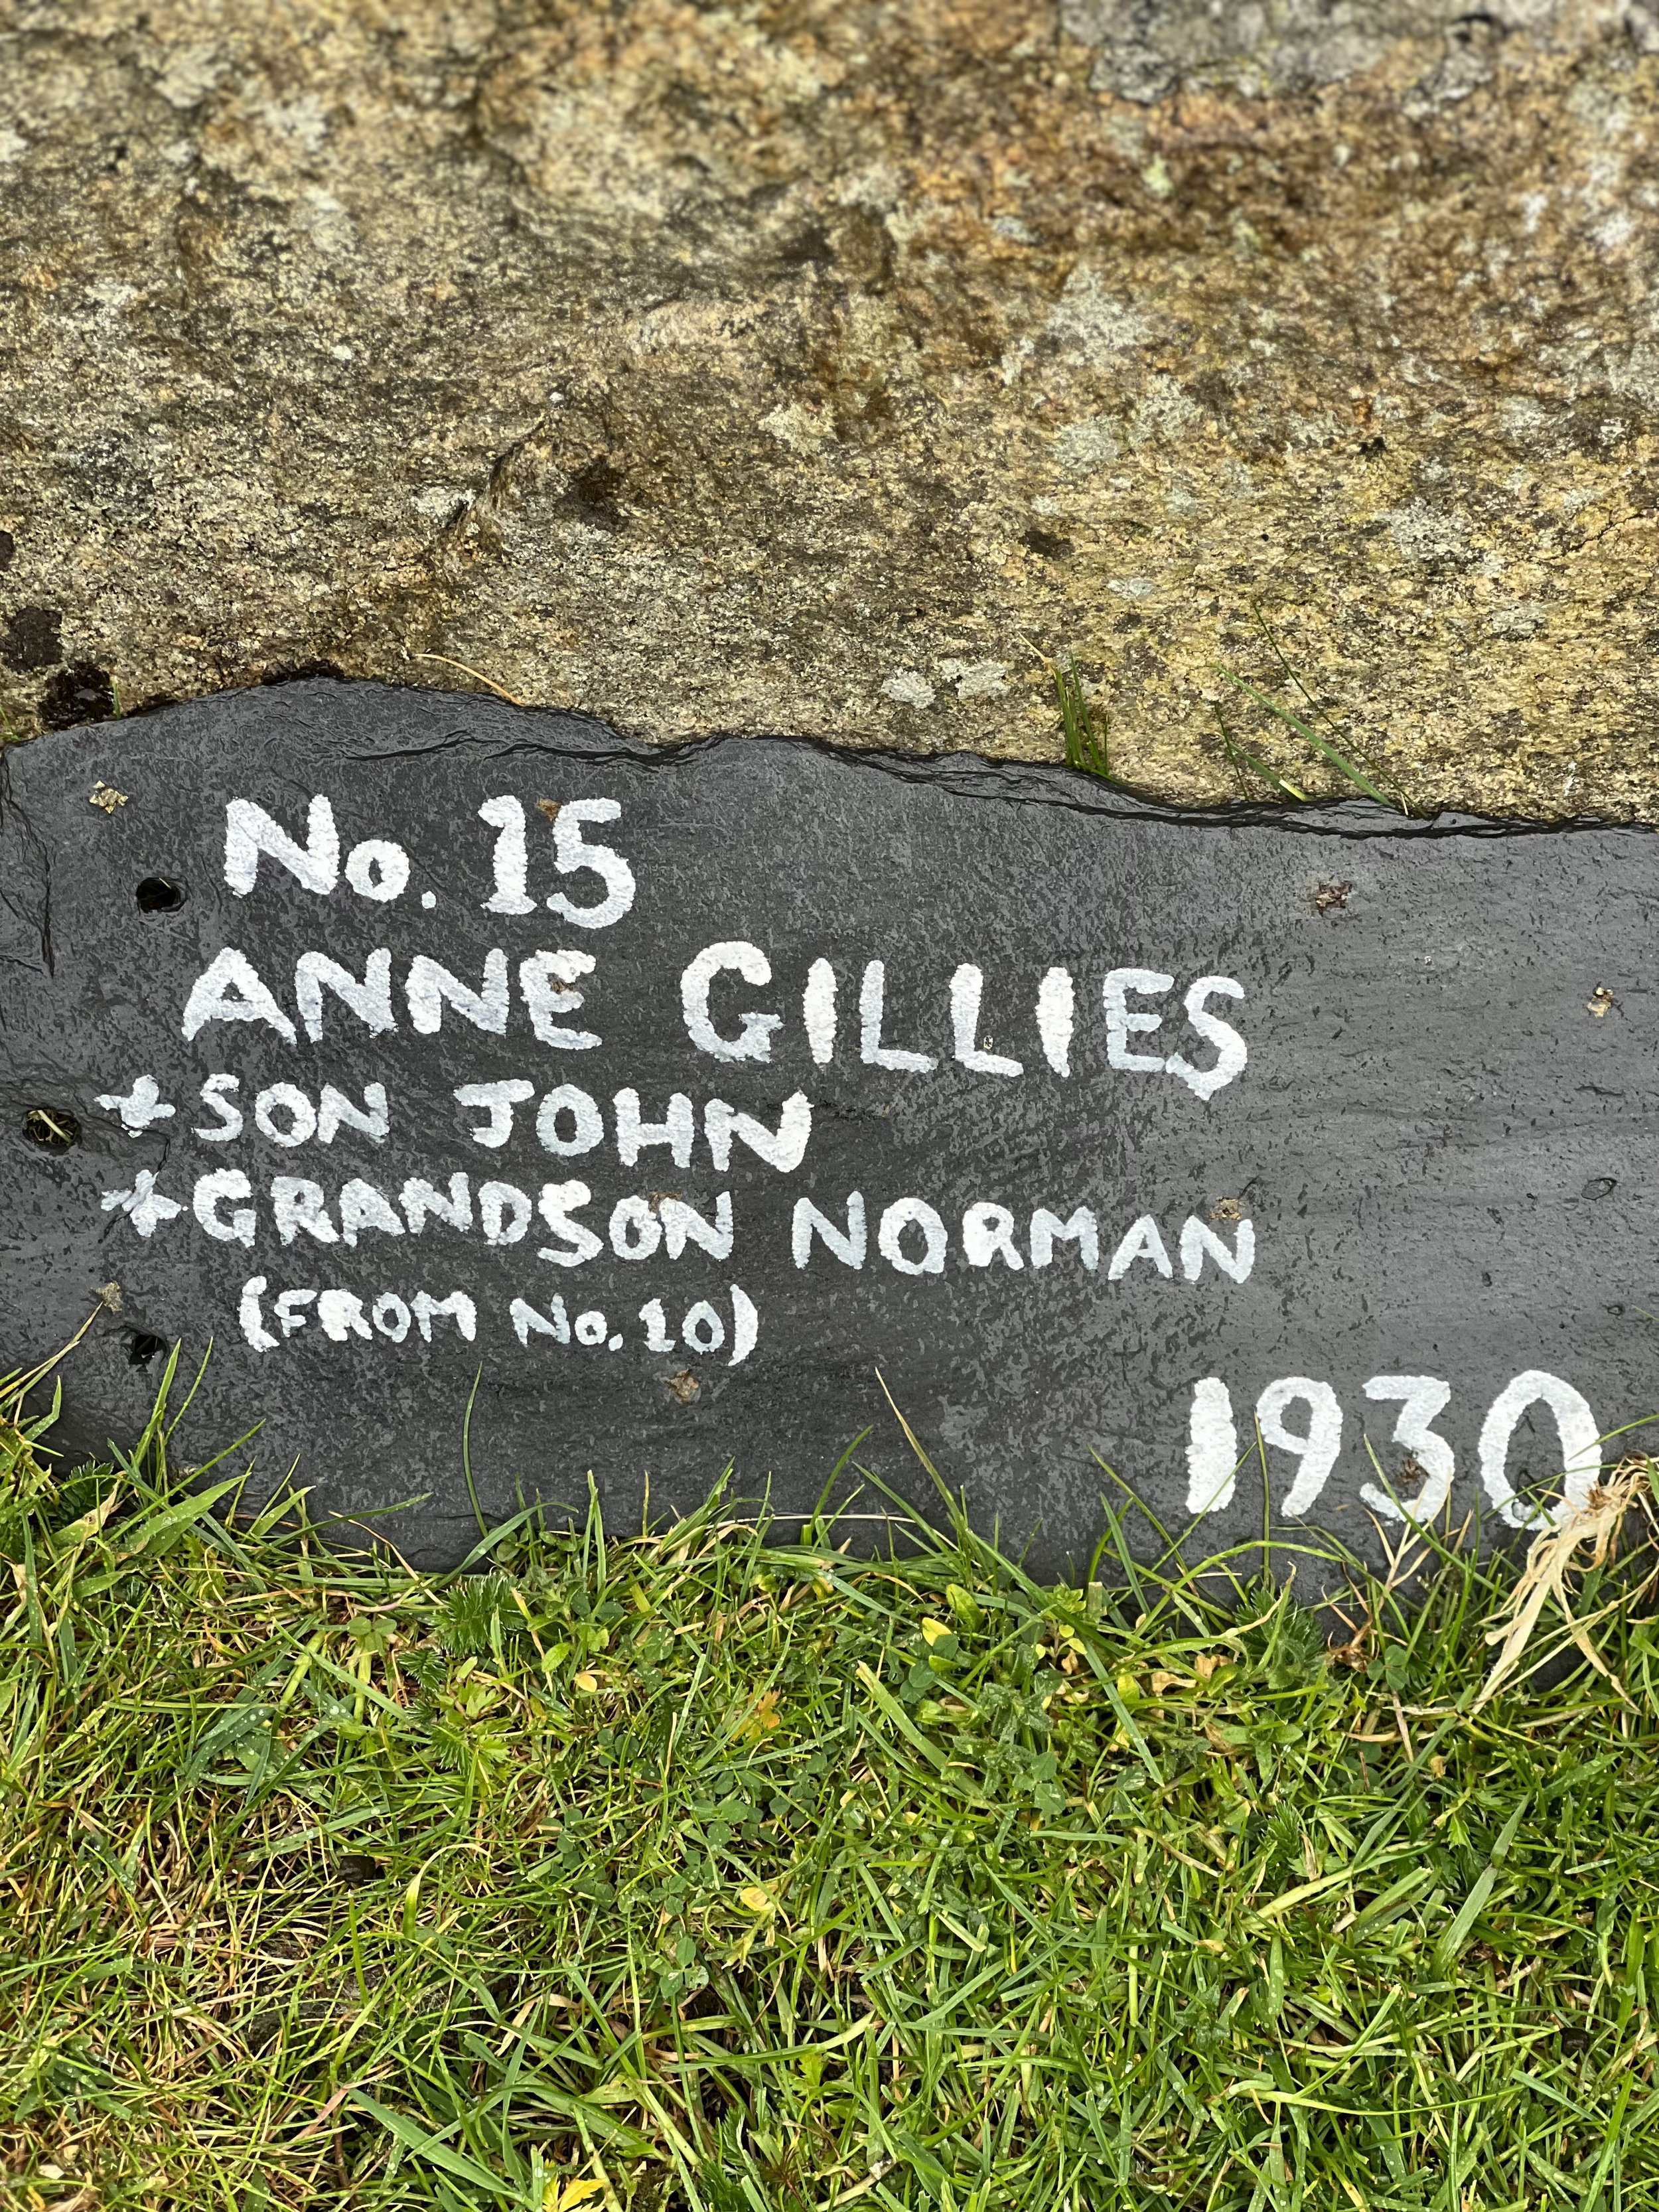 No. 15
ANNE GILLIES
+ SON JOHN
+ GRANDSON NORMAN
(FROM No. 10)
1930